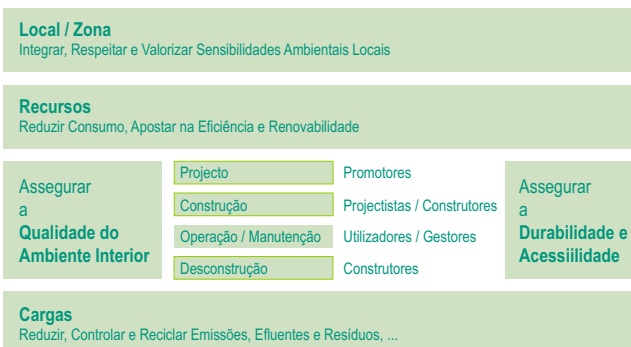 Local / Zona
Integrar, Respeitar e Valorizar Sensibilidades Ambientais Locais
Recursos
Reduzir Consumo, Apostar na Eficiência e Renovabilidade
Assegurar
a
Qualidade do
Ambiente Interior
Projecto
Promotores
Construção
Projectistas / Construtores
Operação / Manutenção
Utilizadores / Gestores
Desconstrução
Construtores
Assegurar
a
Durabilidade e
Acessiilidade
Cargas
Reduzir, Controlar e Reciclar Emissões, Efluentes e Resíduos, ...